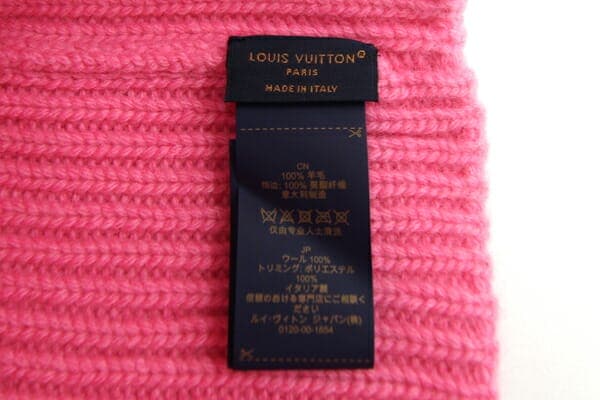 LOUIS VUITTON®
PARIS
MADE IN ITALY
CN
100% 羊毛
饰边: 100% 聚酯纤维
意大利制造
仅由专业人士清洗
JP
ウール 100%
トリミング: ポリエステル
100%
イタリア製
信頼のおける専門店にご相談く
ださい
ルイ・ヴィトン ジャパン(株)
0120-00-1854